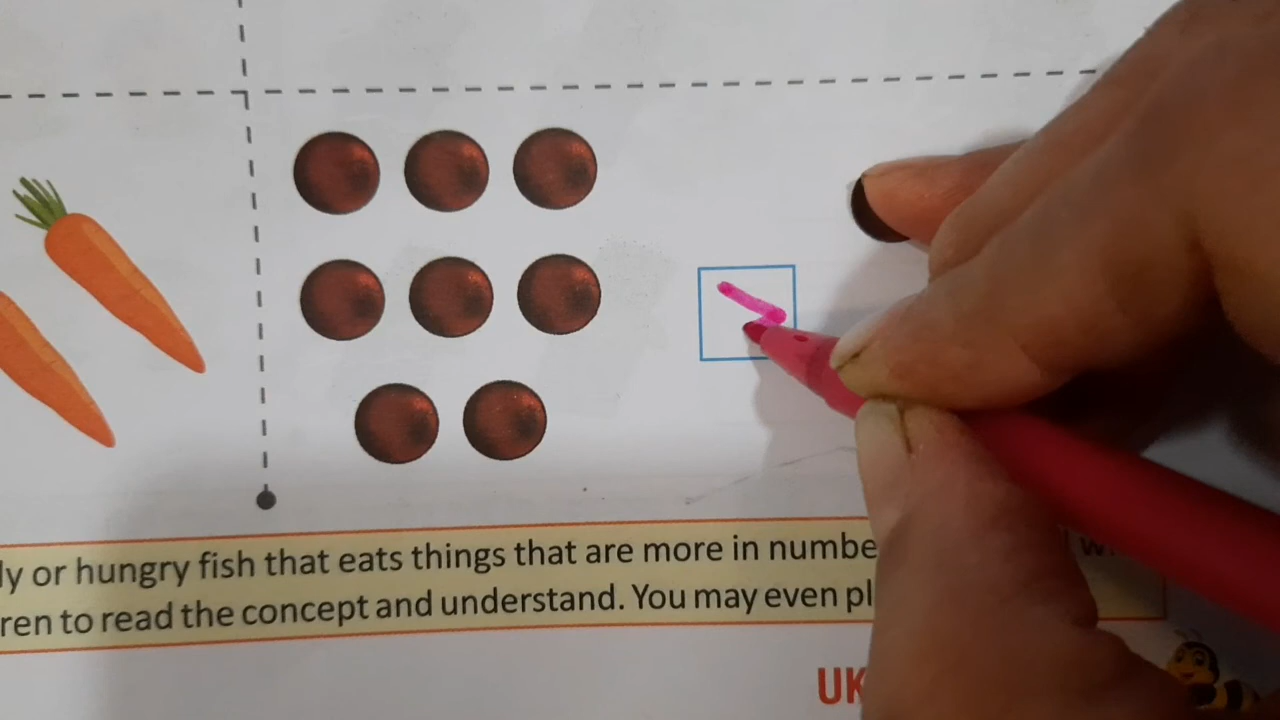 ly or hungry fish that eats things that are more in numbe
ren to read the concept and understand. You may even pl
UK